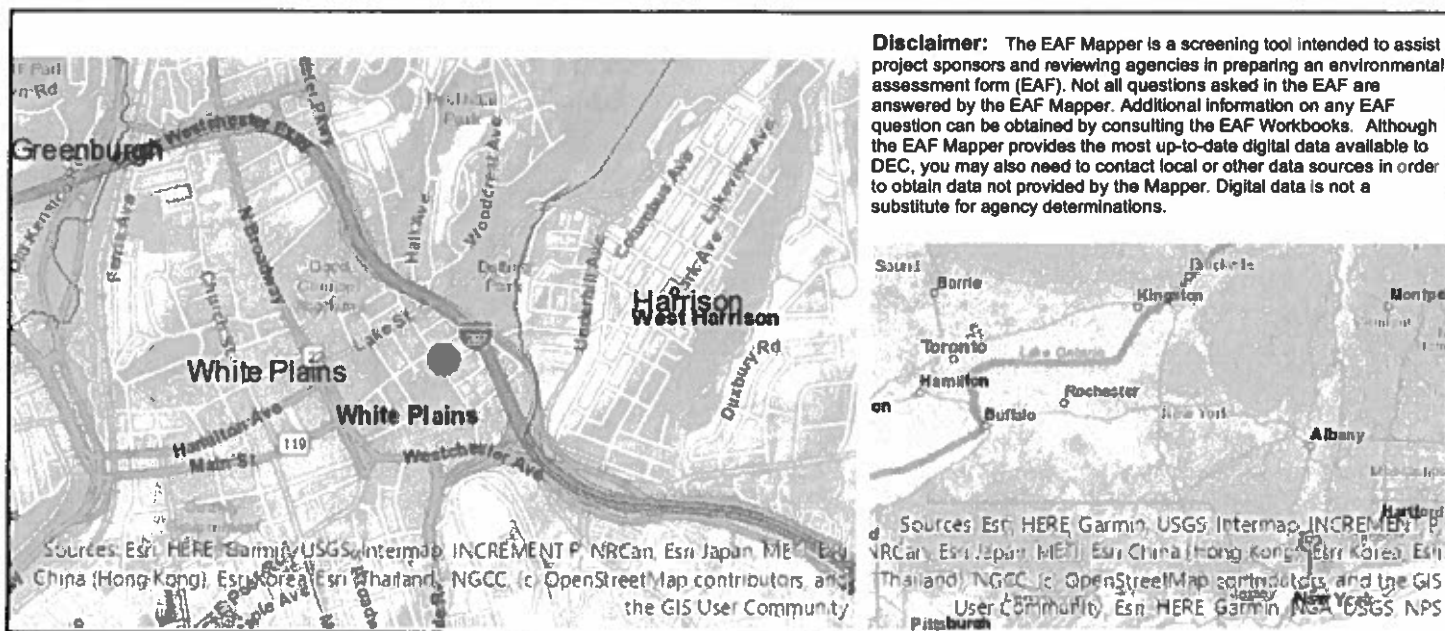 Disclaimer: The EAF Mapper is a screening tool intended to assist
project sponsors and reviewing agencies in preparing an environmental
assessment form (EAF). Not all questions asked in the EAF are
answered by the EAF Mapper. Additional information on any EAF
question can be obtained by consulting the EAF Workbooks. Although
the EAF Mapper provides the most up-to-date digital data available to
DEC, you may also need to contact local or other data sources in order
to obtain data not provided by the Mapper. Digital data is not a
substitute for agency determinations.
Greenburgh
Westchester
Ferris Ave
N Broadway
Church St
Lake St
Hall Ave
Woodcrest Ave
Underhill Ave
Columbus Ave
Lakeview Ave
Park Ave
Harrison
West Harrison
Duxbury Rd
White Plains
White Plains
Hamilton Ave
119
Main St
Westchester Ave
Sources: Esri, HERE, Garmin, USGS, Intermap, INCREMENT P, NRCan, Esri Japan,
China (Hong Kong), Esri Korea, Esri (Thailand), NGCC, (c) OpenStreetMap contributors, and
the GIS User Community
Sound
Barrie
Kingston
Toronto
Lake Ontario
Hamilton
Rochester
Buffalo
New York
Albany
Hartford
Sources: Esri, HERE, Garmin, USGS, Intermap, INCREMENT P,
NRCan, Esri Japan, METI, Esri China (Hong Kong), Esri Korea, Esri
(Thailand), NGCC, (c) OpenStreetMap contributors, and the GIS
User Community, Esri, HERE, Garmin, NGA, USGS, NPS
New York
Pittsburgh